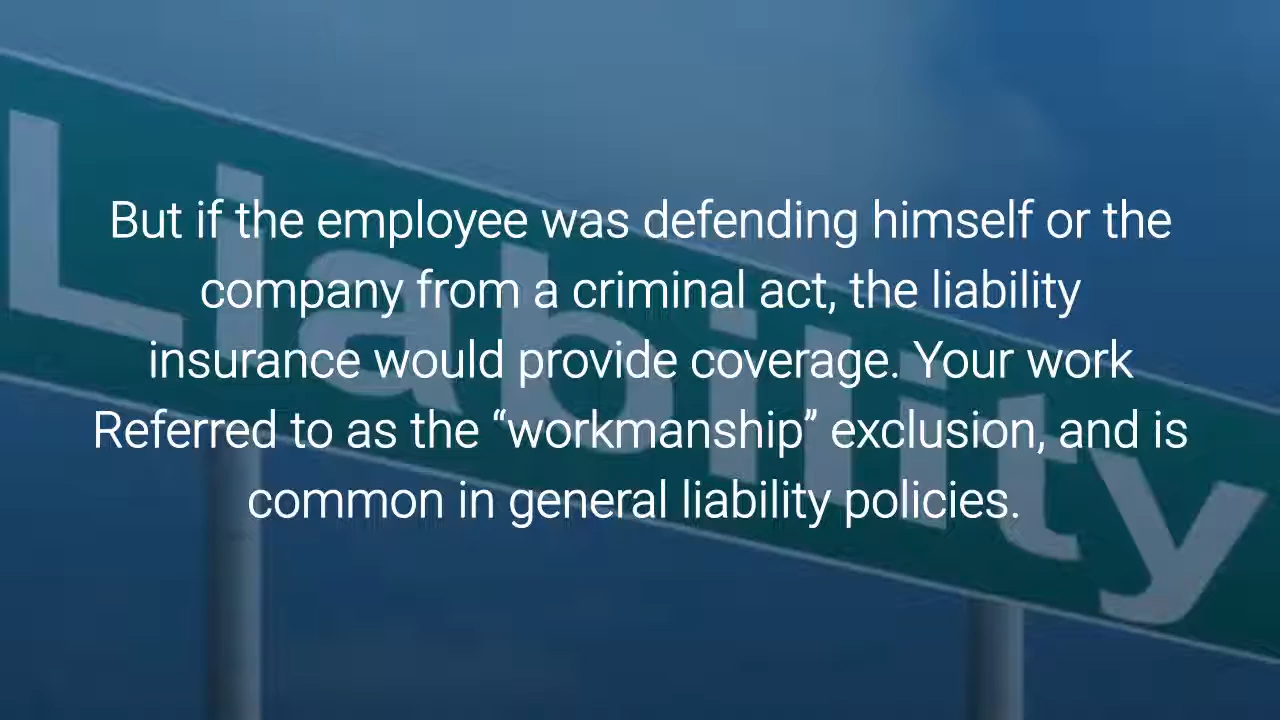 Liability
But if the employee was defending himself or the
company from a criminal act, the liability
insurance would provide coverage. Your work
Referred to as the “workmanship” exclusion, and is
common in general liability policies.